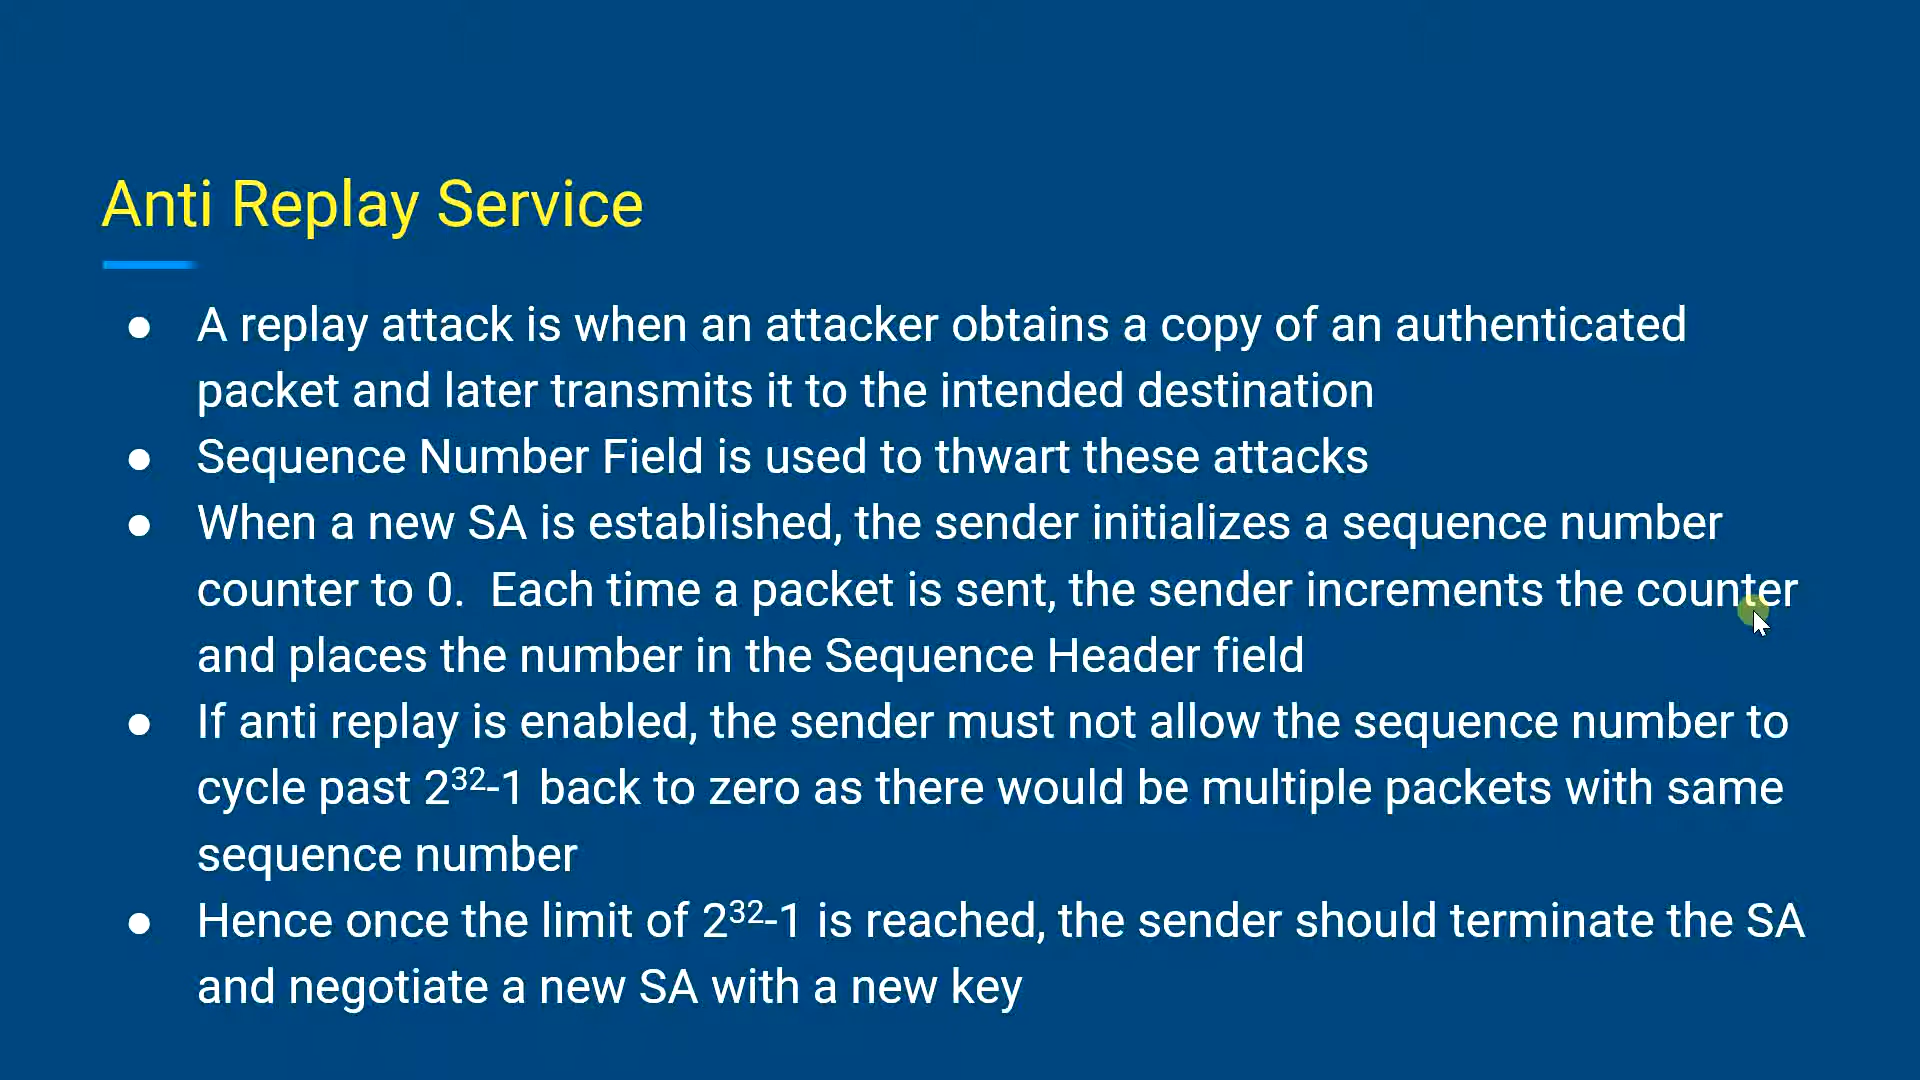 Anti Replay Service
● A replay attack is when an attacker obtains a copy of an authenticated
packet and later transmits it to the intended destination
● Sequence Number Field is used to thwart these attacks
● When a new SA is established, the sender initializes a sequence number
counter to 0.  Each time a packet is sent, the sender increments the counter
and places the number in the Sequence Header field
● If anti replay is enabled, the sender must not allow the sequence number to
cycle past 2³²-1 back to zero as there would be multiple packets with same
sequence number
● Hence once the limit of 2³²-1 is reached, the sender should terminate the SA
and negotiate a new SA with a new key